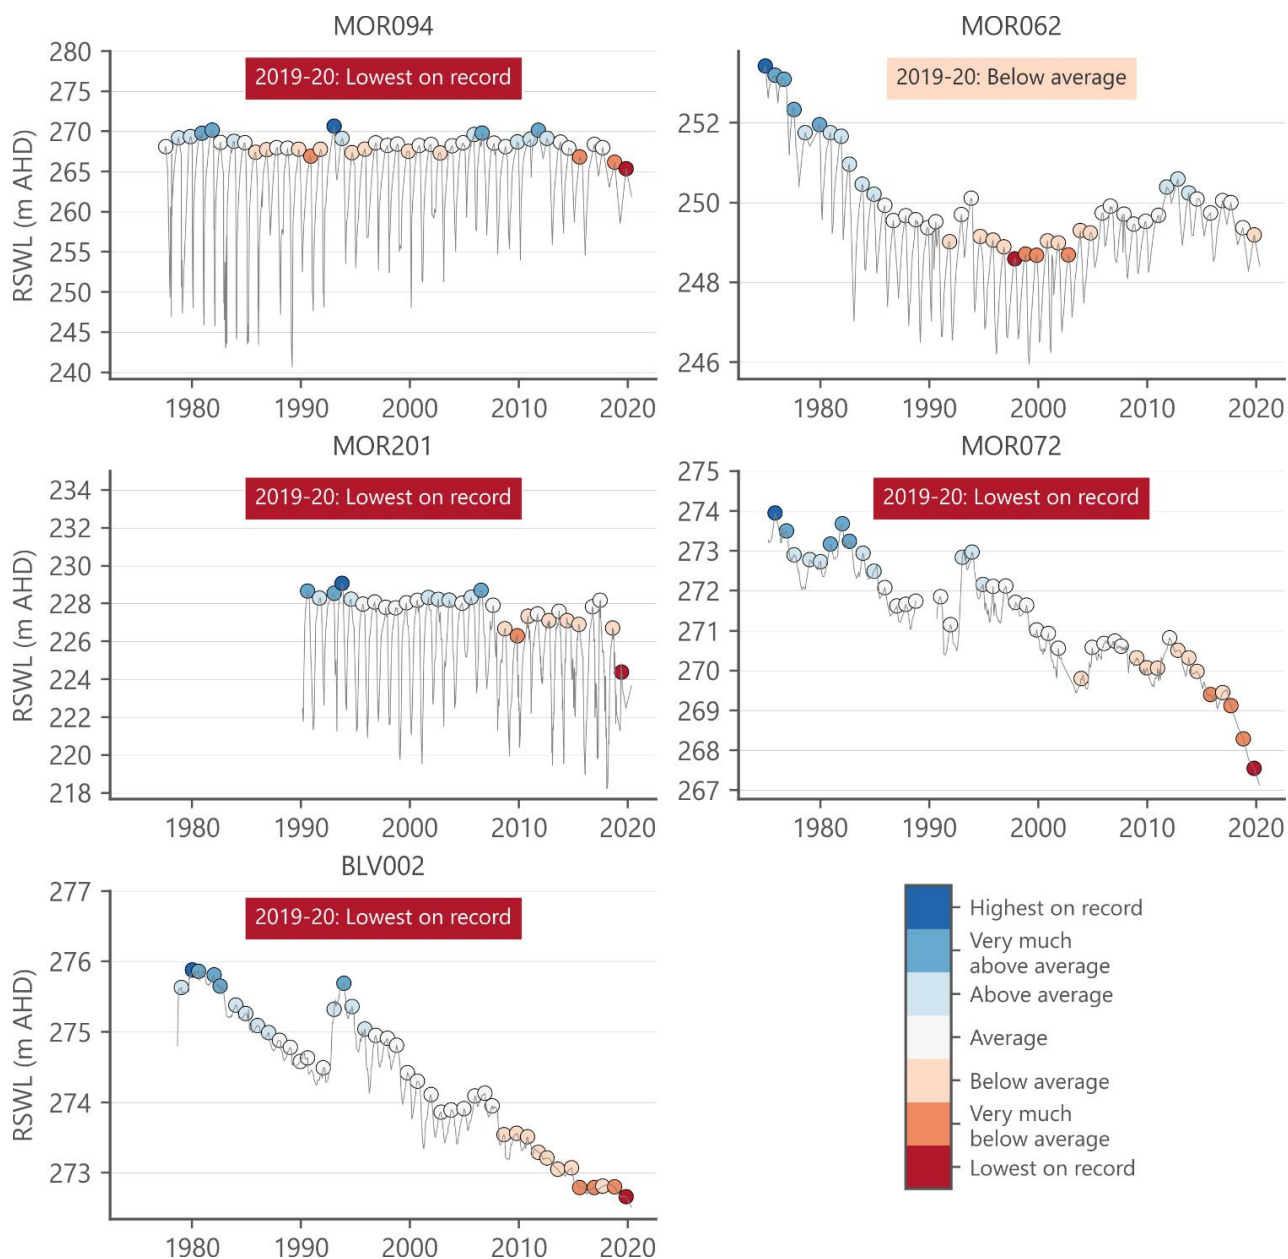 MOR094
2019-20: Lowest on record
RSWL (m AHD)
280
275
270
265
260
255
250
245
240
1980
1990
2000
2010
2020
MOR062
2019-20: Below average
252
250
248
246
1980
1990
2000
2010
2020
MOR201
2019-20: Lowest on record
RSWL (m AHD)
234
232
230
228
226
224
222
220
218
1980
1990
2000
2010
2020
MOR072
2019-20: Lowest on record
275
274
273
272
271
270
269
268
267
1980
1990
2000
2010
2020
BLV002
2019-20: Lowest on record
RSWL (m AHD)
277
276
275
274
273
1980
1990
2000
2010
2020
Highest on record
Very much
above average
Above average
Average
Below average
Very much
below average
Lowest on record